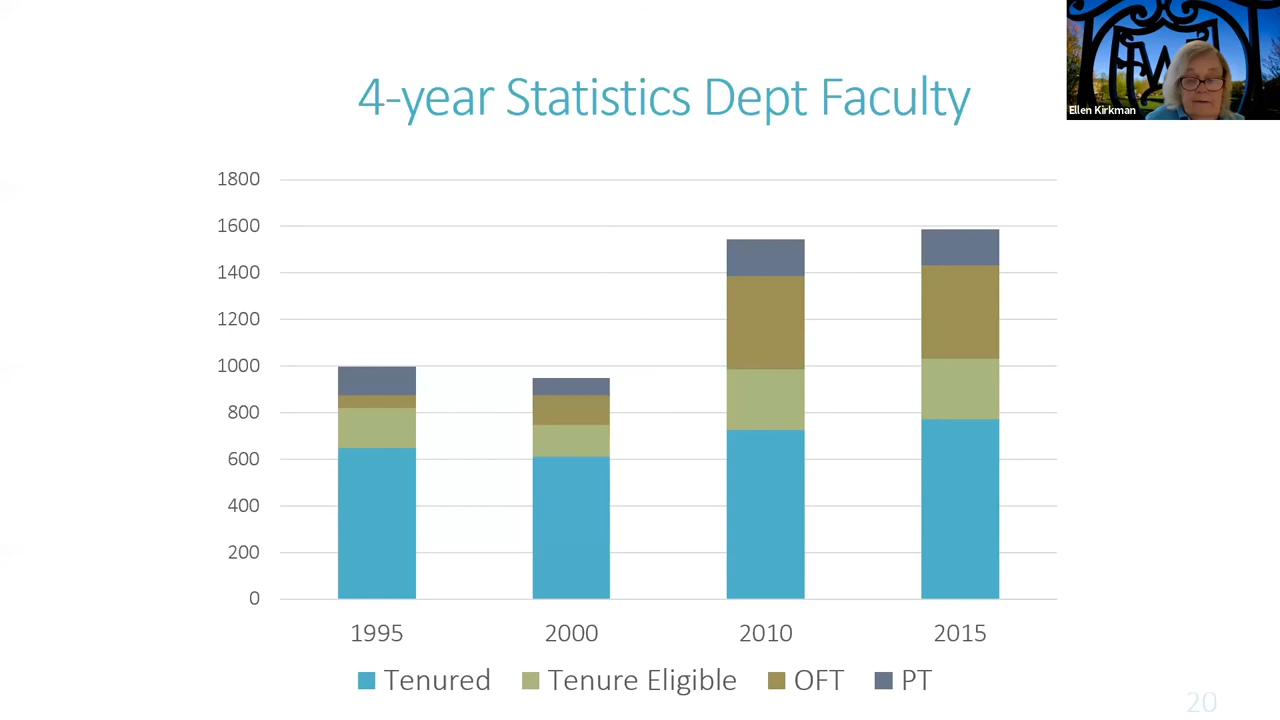 Ellen Kirkman
4-year Statistics Dept Faculty
1800
1600
1400
1200
1000
800
600
400
200
0
1995 2000 2010 2015
Tenured Tenure Eligible OFT PT
20